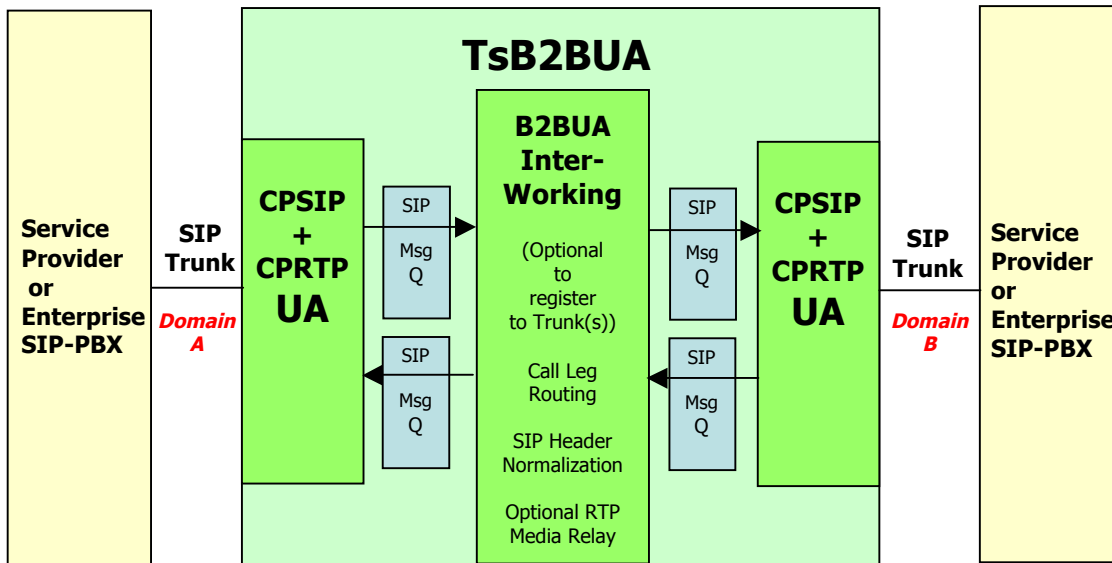 TsB2BUA
Service
Provider
or
Enterprise
SIP-PBX
SIP
Trunk
Domain
A
CPSIP
+
CPRTP
UA
SIP
Msg
Q
SIP
Msg
Q
B2BUA
Inter-
Working
(Optional
to
register
to Trunk(s))
Call Leg
Routing
SIP Header
Normalization
Optional RTP
Media Relay
SIP
Msg
Q
SIP
Msg
Q
CPSIP
+
CPRTP
UA
SIP
Trunk
Domain
B
Service
Provider
or
Enterprise
SIP-PBX